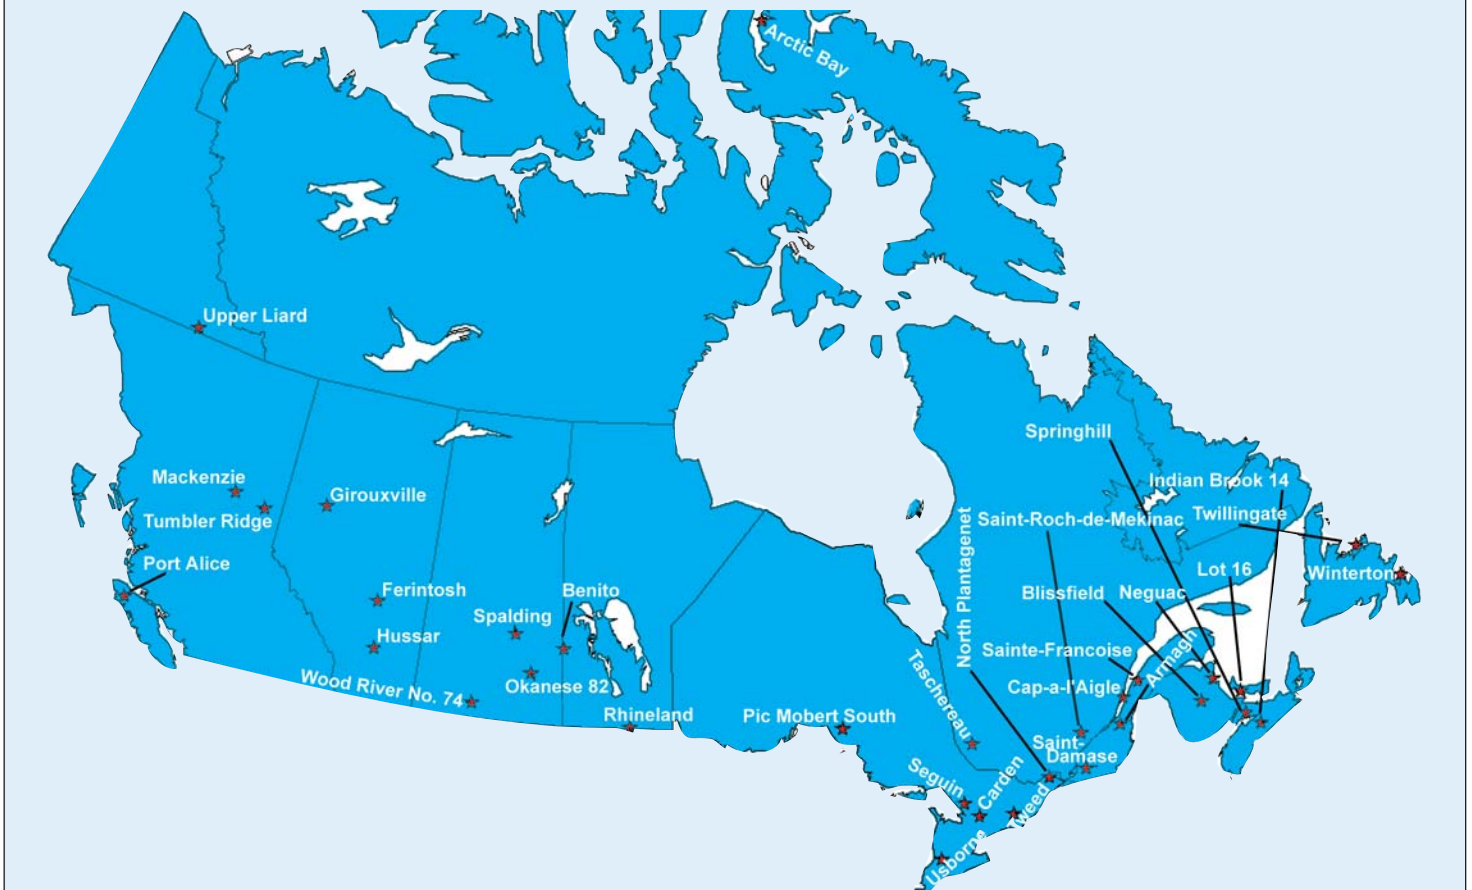 Arctic Bay
Upper Liard
Springhill
Mackenzie
Indian Brook 14
Girouxville
Twillingate
Tumbler Ridge
Saint-Roch-de-Mekinac
North Plantagenet
Port Alice
Lot 16
Winterton
Ferintosh
Benito
Blissfield
Neguac
Spalding
Hussar
Sainte-Francoise
Armagh
Wood River No. 74
Okanese 82
Cap-a-l'Aigle
Taschereau
Rhineland
Pic Mobert South
Saint-
Damase
Seguin
Carden
Tweed
Usborne